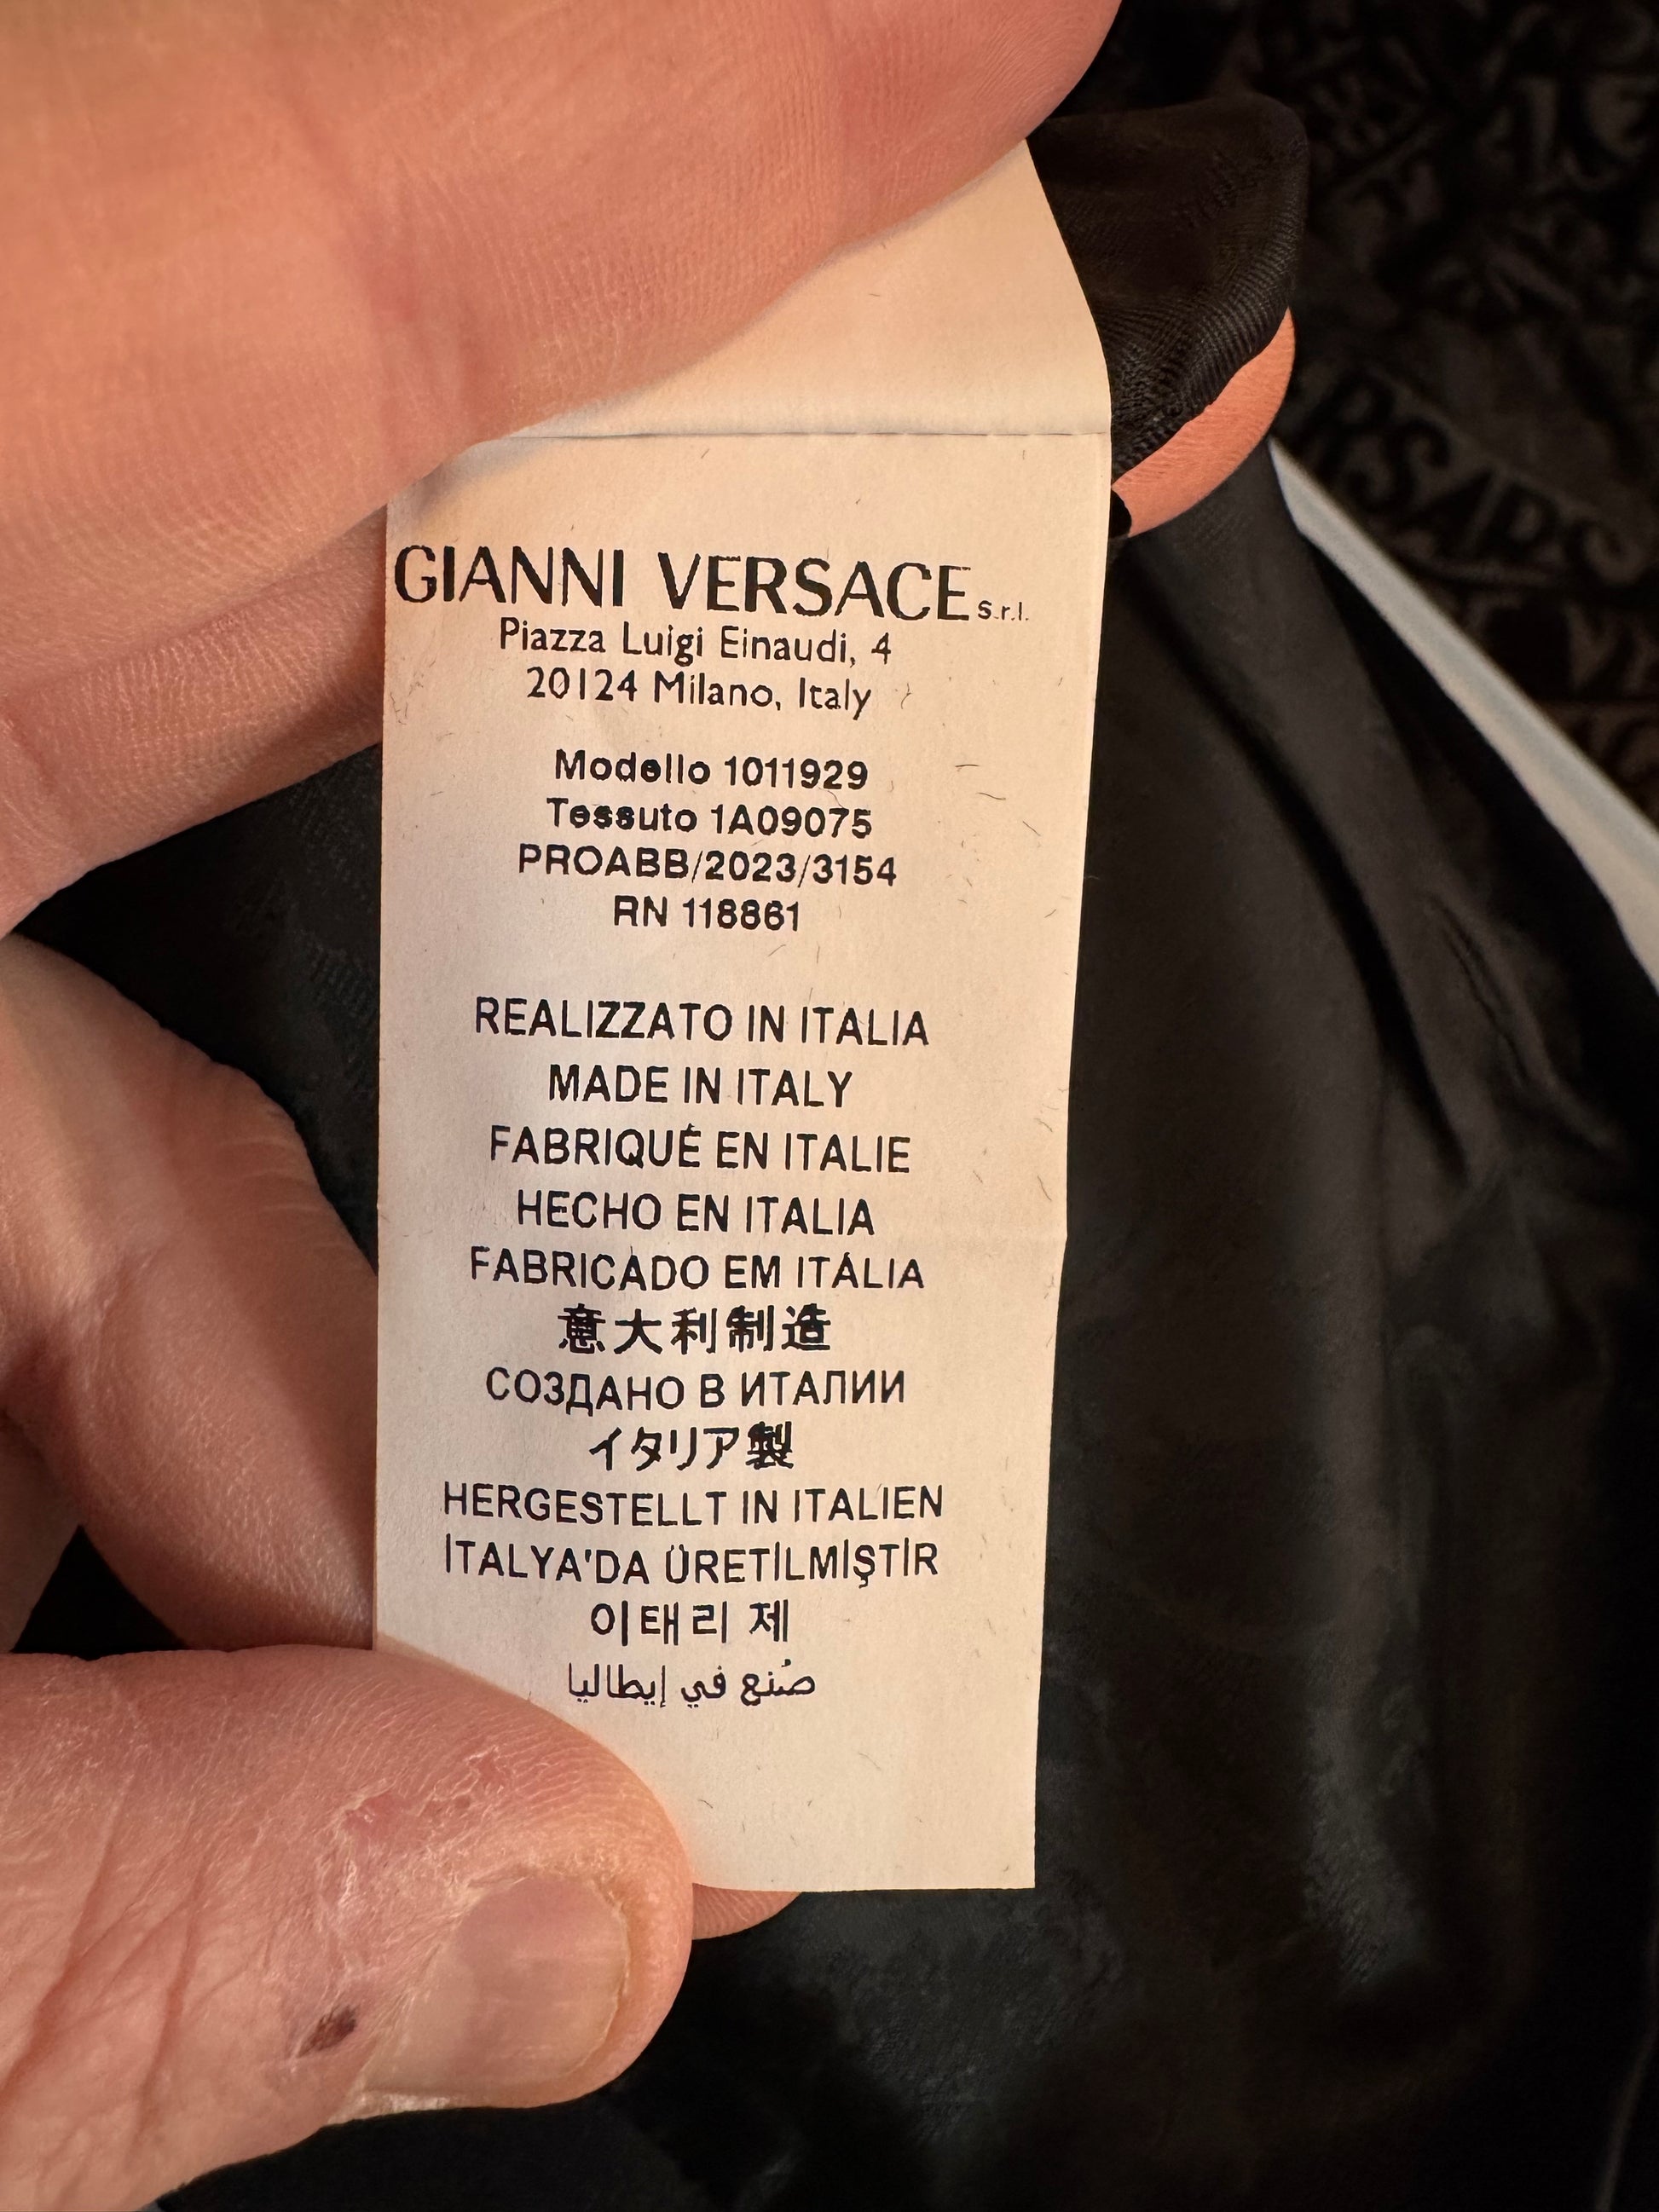 GIANNI VERSACE s.r.l.
Piazza Luigi Einaudi, 4
20124 Milano, Italy
Modello 1011929
Tessuto 1A09075
PROABB/2023/3154
RN 118861
REALIZZATO IN ITALIA
MADE IN ITALY
FABRIQUÉ EN ITALIE
HECHO EN ITALIA
FABRICADO EM ITÁLIA
意大利制造
СОЗДАНО В ИТАЛИИ
イタリア製
HERGESTELLT IN ITALIEN
İTALYA'DA ÜRETİLMİŞTİR
이태리 제
صُنع في إيطاليا